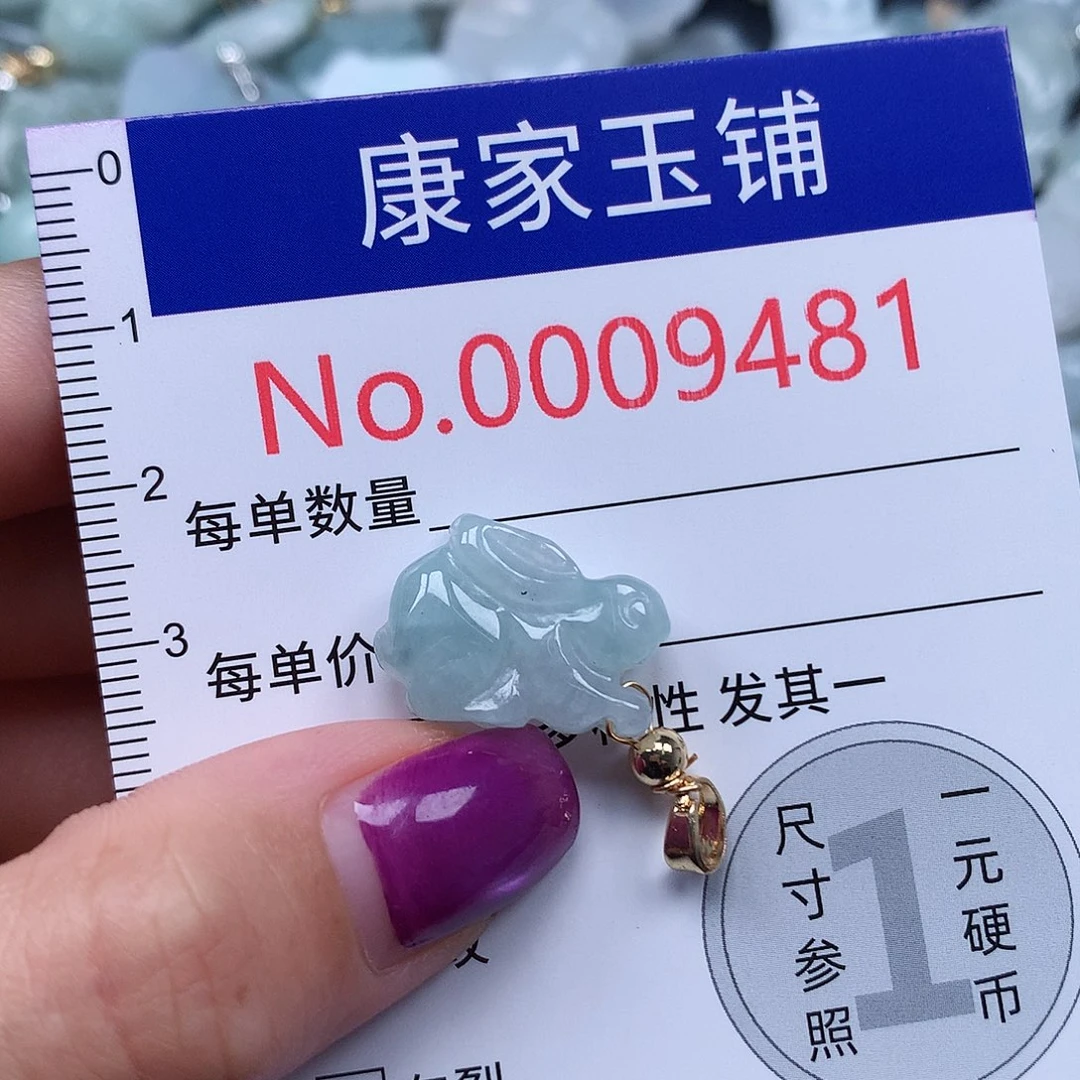 康家玉铺
No.0009481
0
1
2
3
每单数量
每单价
性 发其一
1
一元硬币
尺寸参照